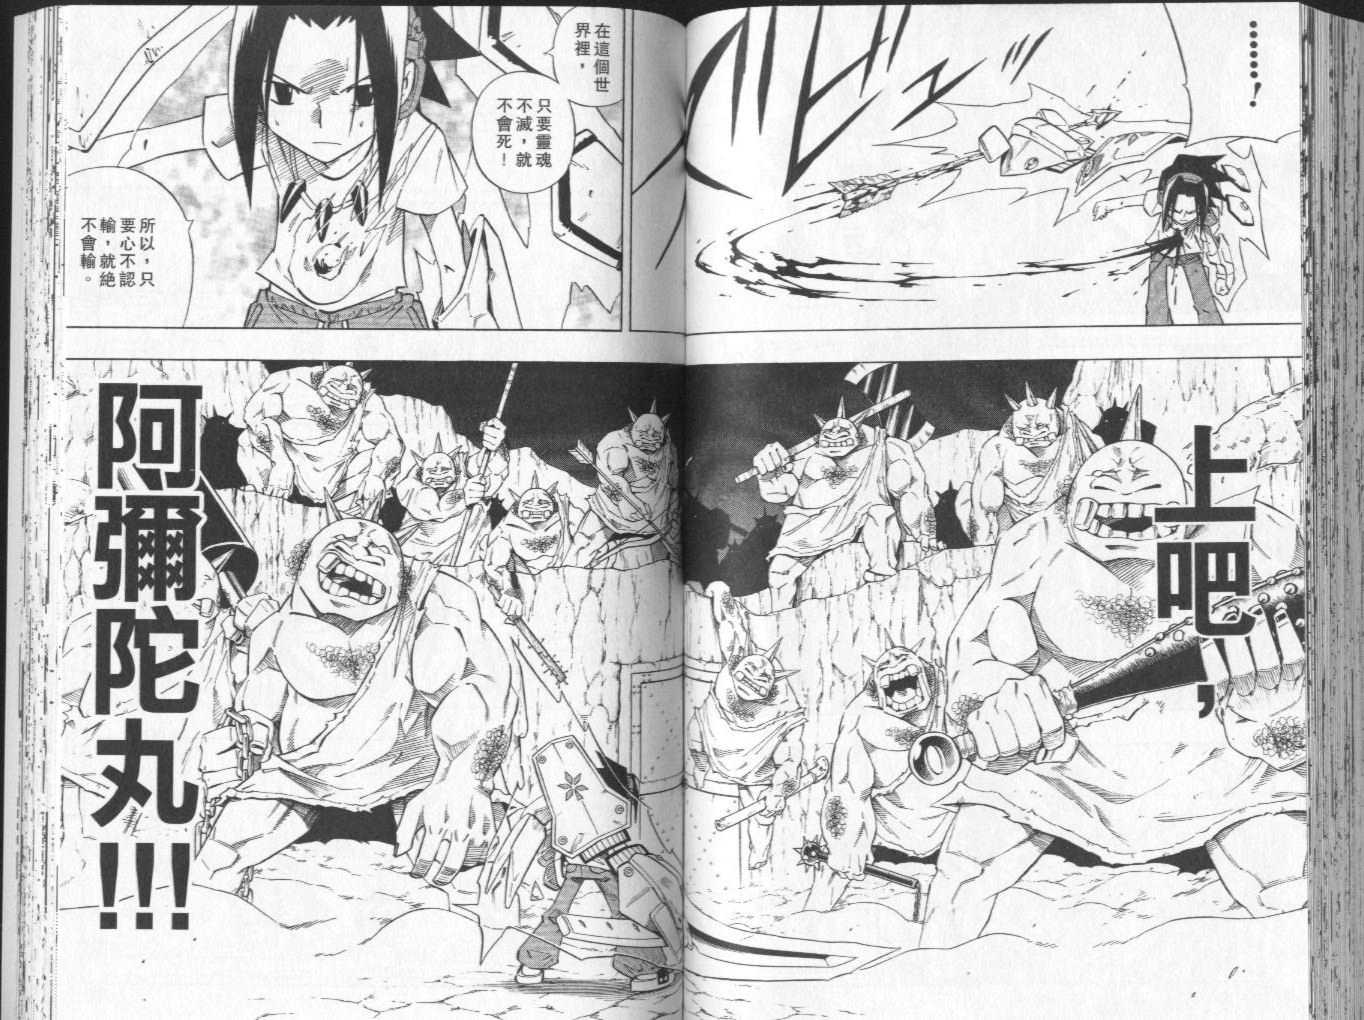 ……!
在這個世
界裡，
只要靈魂
不滅，就
不會死！
所以，只
要心不認
輸，就絕
不會輸。
上吧，
阿彌陀丸!!!